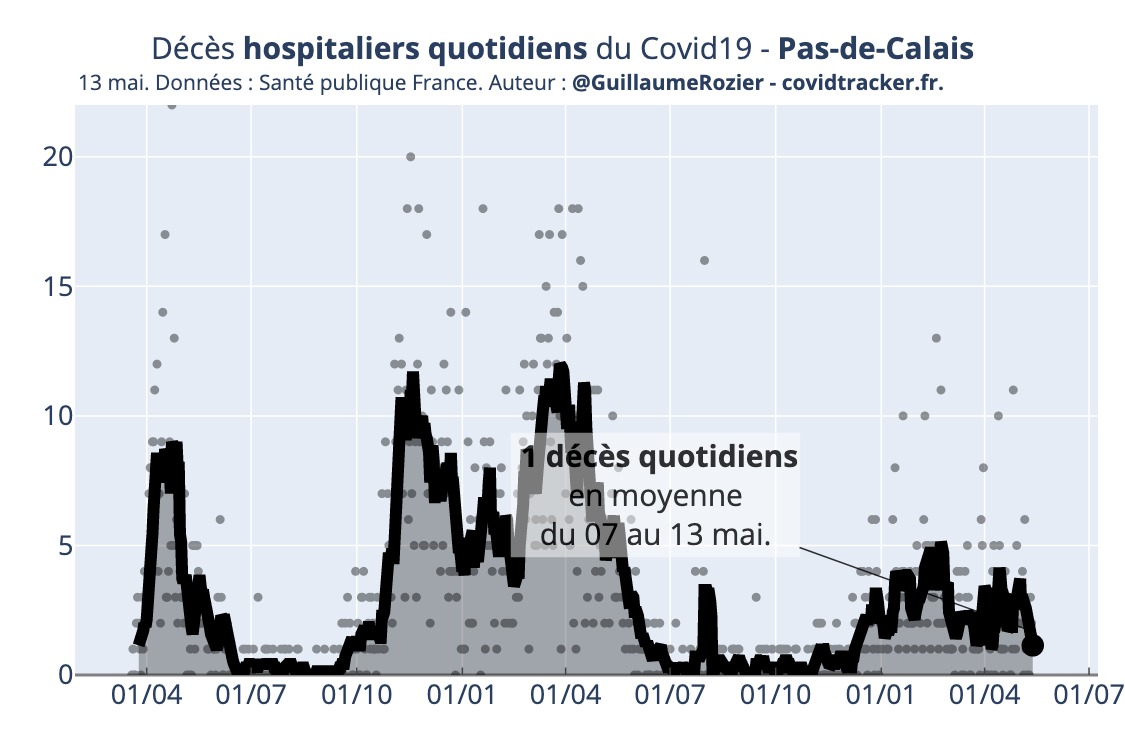 Décès hospitaliers quotidiens du Covid19 - Pas-de-Calais
13 mai. Données : Santé publique France. Auteur : @GuillaumeRozier - covidtracker.fr.
20
15
10
5
0
1 décès quotidiens
en moyenne
du 07 au 13 mai.
01/04 01/07 01/10 01/01 01/04 01/07 01/10 01/01 01/04 01/07